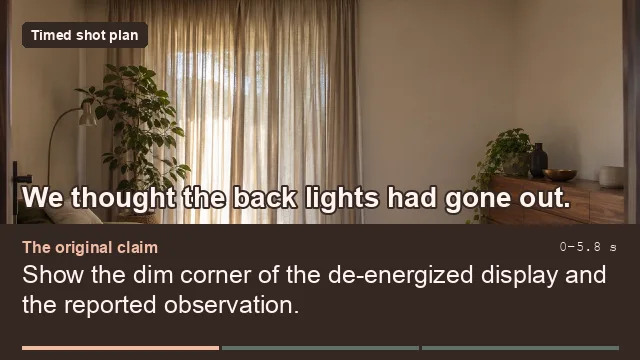 Timed shot plan
We thought the back lights had gone out.
The original claim
0–5.8 s
Show the dim corner of the de-energized display and
the reported observation.